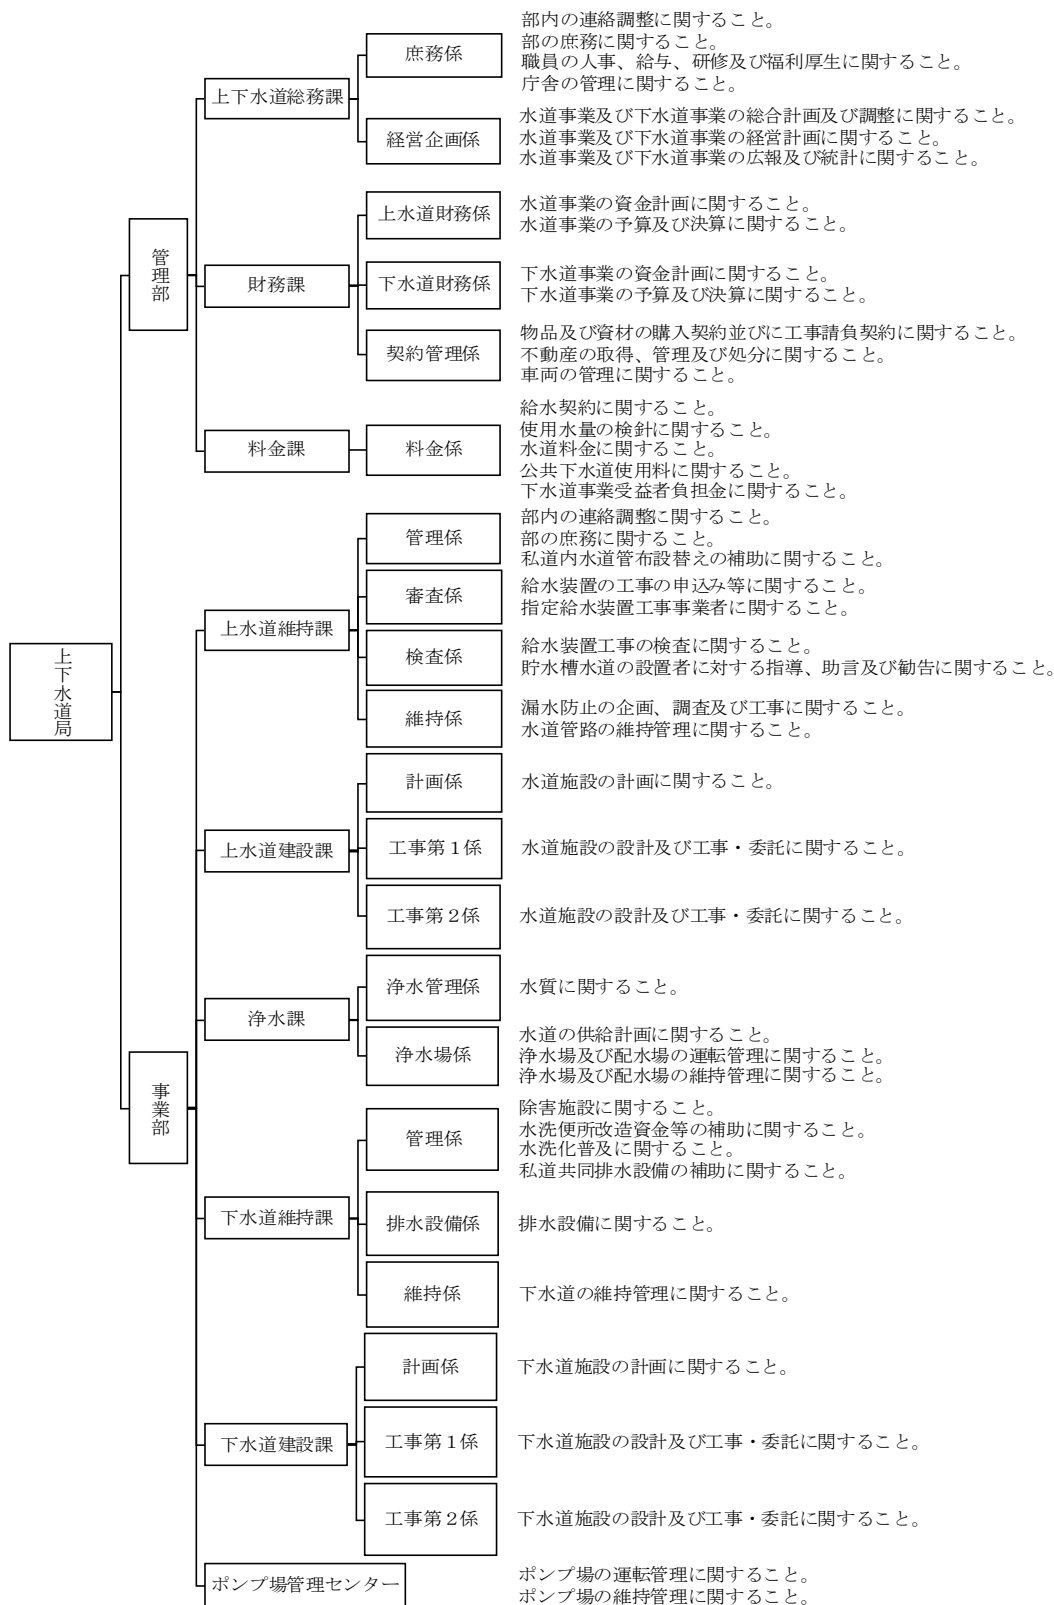 上下水道局
管理部
上下水道総務課
庶務係
部内の連絡調整に関すること。
部の庶務に関すること。
職員の人事、給与、研修及び福利厚生に関すること。
庁舎の管理に関すること。
経営企画係
水道事業及び下水道事業の総合計画及び調整に関すること。
水道事業及び下水道事業の経営計画に関すること。
水道事業及び下水道事業の広報及び統計に関すること。
財務課
上水道財務係
水道事業の資金計画に関すること。
水道事業の予算及び決算に関すること。
下水道財務係
下水道事業の資金計画に関すること。
下水道事業の予算及び決算に関すること。
契約管理係
物品及び資材の購入契約並びに工事請負契約に関すること。
不動産の取得、管理及び処分に関すること。
車両の管理に関すること。
料金課
料金係
給水契約に関すること。
使用水量の検針に関すること。
水道料金に関すること。
公共下水道使用料に関すること。
下水道事業受益者負担金に関すること。
事業部
上水道維持課
管理係
部内の連絡調整に関すること。
部の庶務に関すること。
私道内水道管布設替えの補助に関すること。
審査係
給水装置の工事の申込み等に関すること。
指定給水装置工事事業者に関すること。
検査係
給水装置工事の検査に関すること。
貯水槽水道の設置者に対する指導、助言及び勧告に関すること。
維持係
漏水防止の企画、調査及び工事に関すること。
水道管路の維持管理に関すること。
上水道建設課
計画係
水道施設の計画に関すること。
工事第1係
水道施設の設計及び工事・委託に関すること。
工事第2係
水道施設の設計及び工事・委託に関すること。
浄水課
浄水管理係
水質に関すること。
浄水場係
水道の供給計画に関すること。
浄水場及び配水場の運転管理に関すること。
浄水場及び配水場の維持管理に関すること。
下水道維持課
管理係
除害施設に関すること。
水洗便所改造資金等の補助に関すること。
水洗化普及に関すること。
私道共同排水設備の補助に関すること。
排水設備係
排水設備に関すること。
維持係
下水道の維持管理に関すること。
下水道建設課
計画係
下水道施設の計画に関すること。
工事第1係
下水道施設の設計及び工事・委託に関すること。
工事第2係
下水道施設の設計及び工事・委託に関すること。
ポンプ場管理センター
ポンプ場の運転管理に関すること。
ポンプ場の維持管理に関すること。